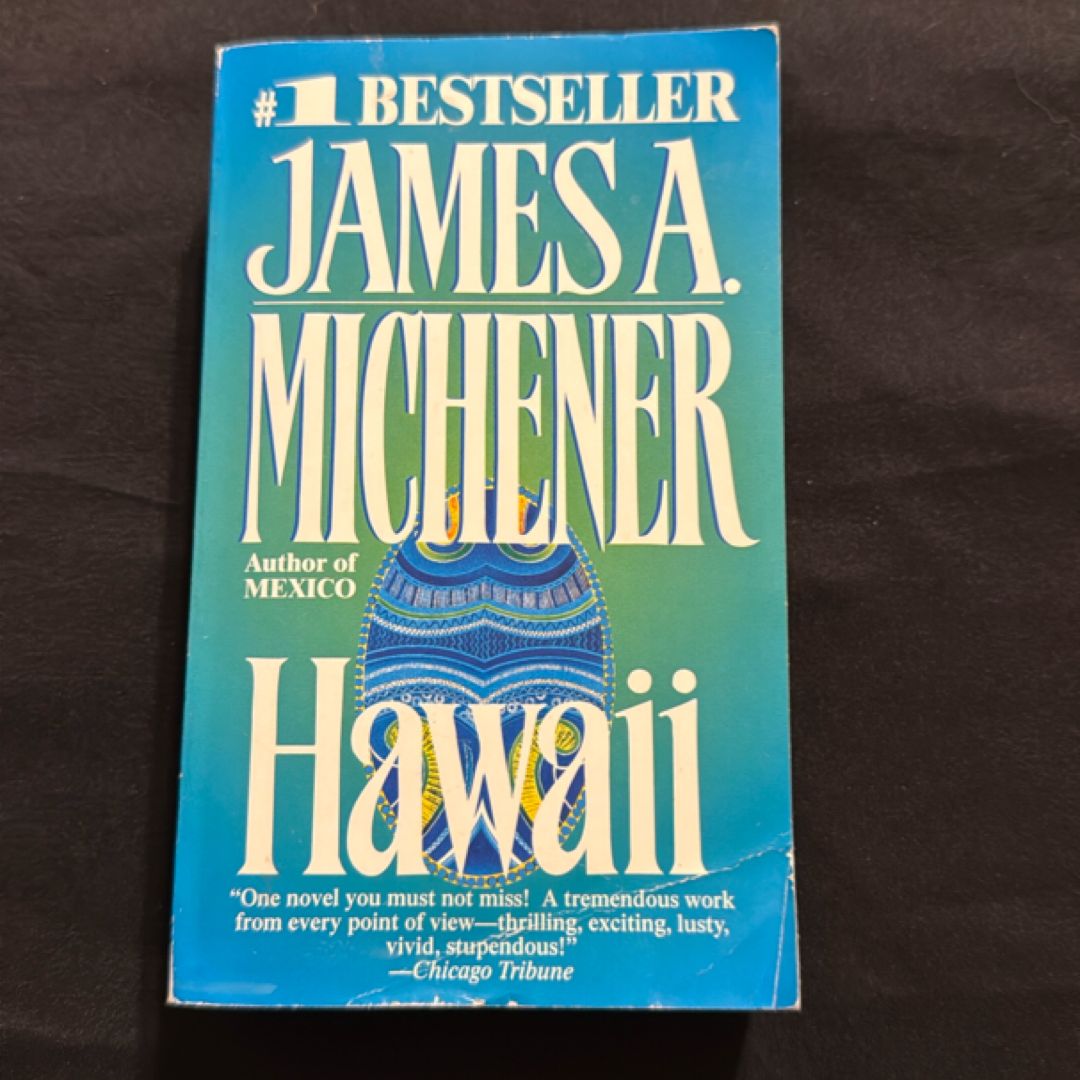 #1 BESTSELLER
JAMES A.
MICHENER
Author of
MEXICO
Hawaii
“One novel you must not miss! A tremendous work
from every point of view—thrilling, exciting, lusty,
vivid, stupendous!”
—Chicago Tribune